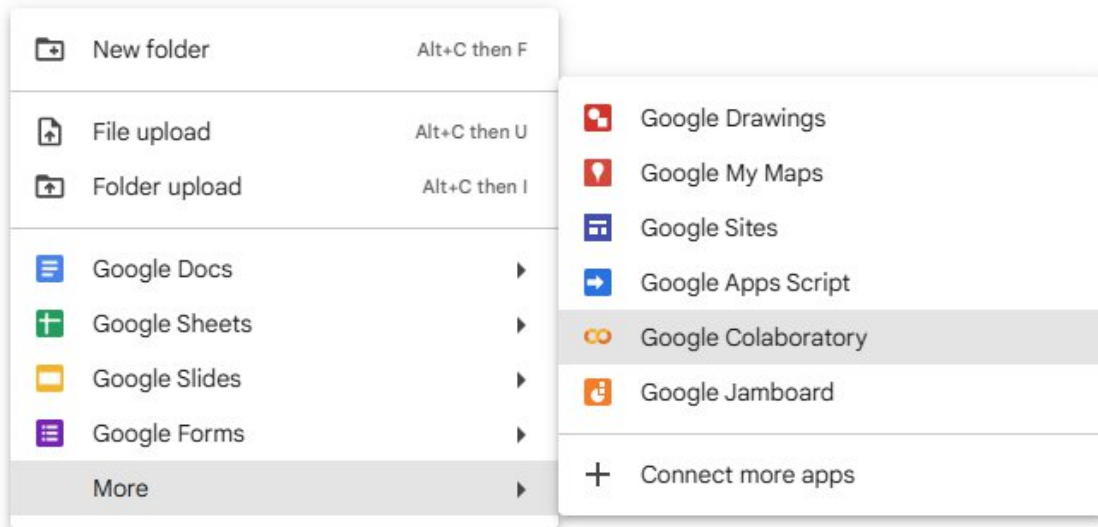 New folder Alt+C then F
File upload Alt+C then U
Folder upload Alt+C then I
Google Docs
Google Sheets
Google Slides
Google Forms
More
Google Drawings
Google My Maps
Google Sites
Google Apps Script
Google Colaboratory
Google Jamboard
Connect more apps